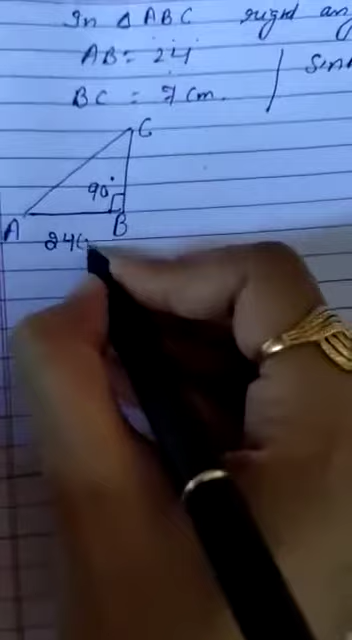 In △ ABC right an
AB = 24
BC = 7 cm.
Sin
C
90°
A
B
24